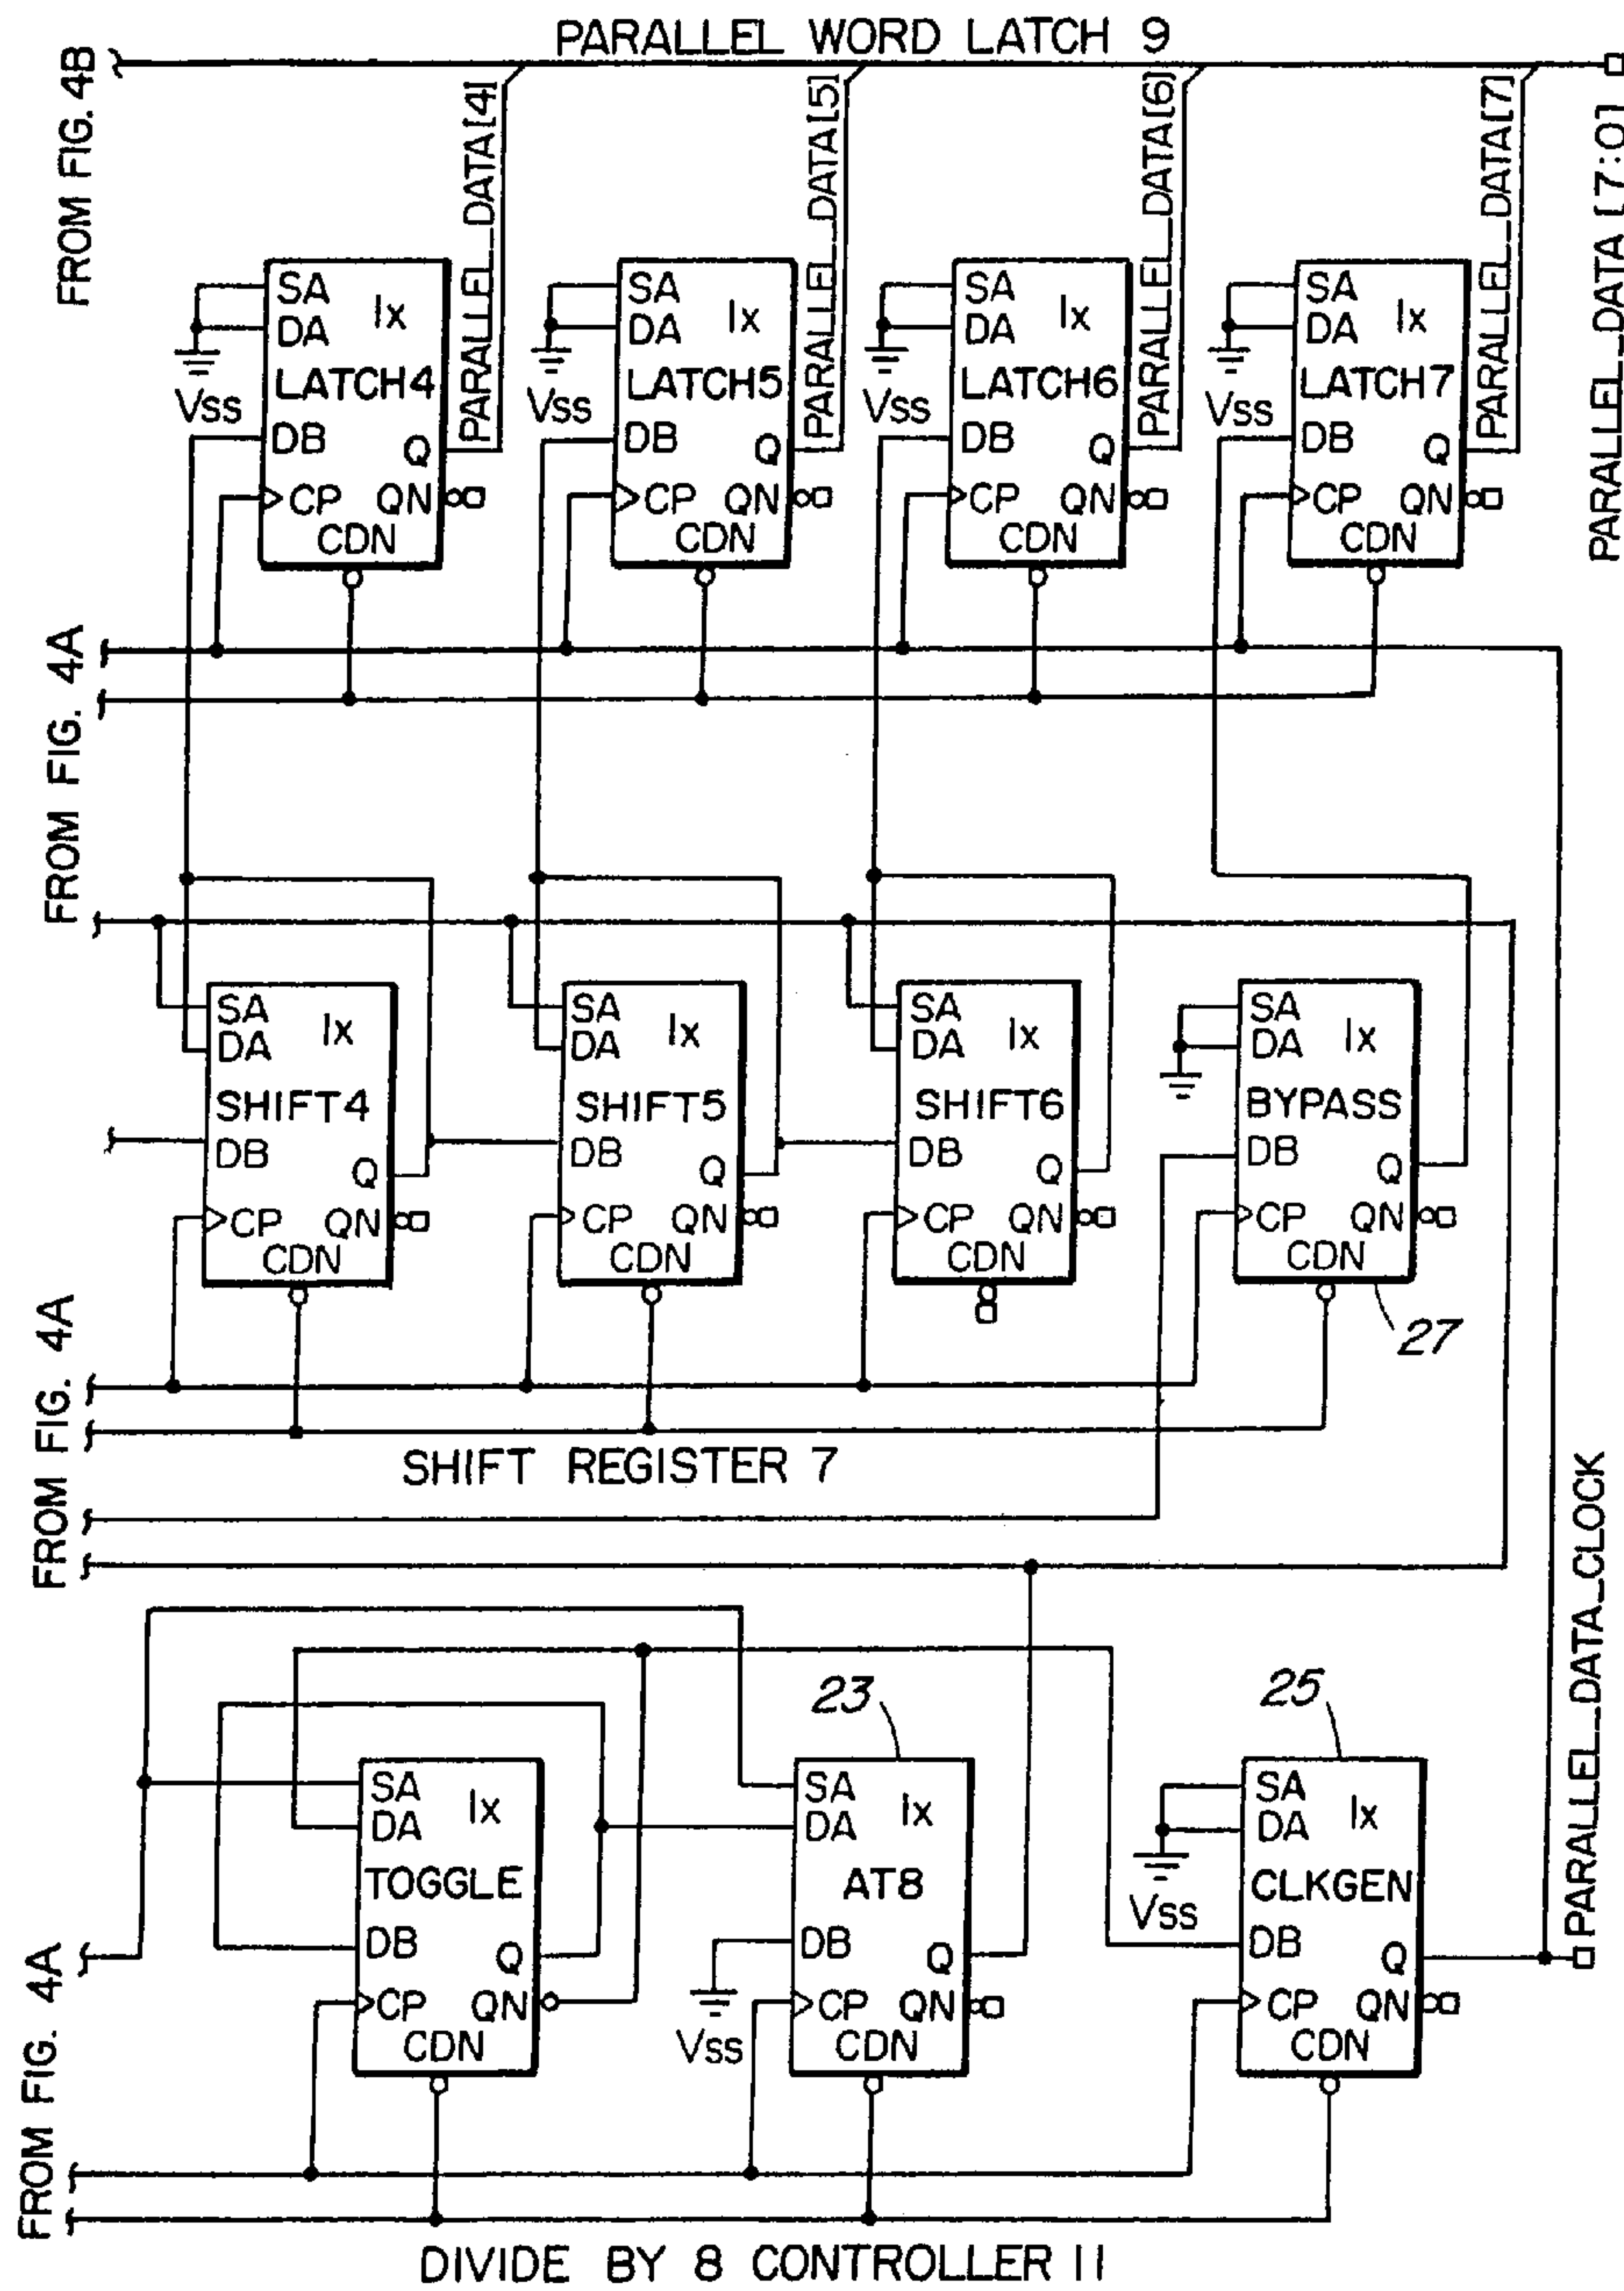 PARALLEL WORD LATCH 9
FROM FIG. 4B
PARALLEL_DATA[4]
PARALLEL_DATA[5]
PARALLEL_DATA[6]
PARALLEL_DATA[7]
PARALLEL_DATA [7:0]
SA
DA
Ix
LATCH4
DB
Q
CP
QN
CDN
Vss
SA
DA
Ix
LATCH5
DB
Q
CP
QN
CDN
Vss
SA
DA
Ix
LATCH6
DB
Q
CP
QN
CDN
Vss
SA
DA
Ix
LATCH7
DB
Q
CP
QN
CDN
Vss
FROM FIG. 4A
SA
DA
Ix
SHIFT4
DB
Q
CP
QN
CDN
SA
DA
Ix
SHIFT5
DB
Q
CP
QN
CDN
SA
DA
Ix
SHIFT6
DB
Q
CP
QN
CDN
SA
DA
Ix
BYPASS
DB
Q
CP
QN
CDN
27
FROM FIG. 4A
SHIFT REGISTER 7
PARALLEL_DATA_CLOCK
SA
DA
Ix
TOGGLE
DB
Q
CP
QN
CDN
23
SA
DA
Ix
AT8
DB
Q
CP
QN
CDN
Vss
25
SA
DA
Ix
CLKGEN
DB
Q
CP
QN
CDN
Vss
FROM FIG. 4A
DIVIDE BY 8 CONTROLLER 11